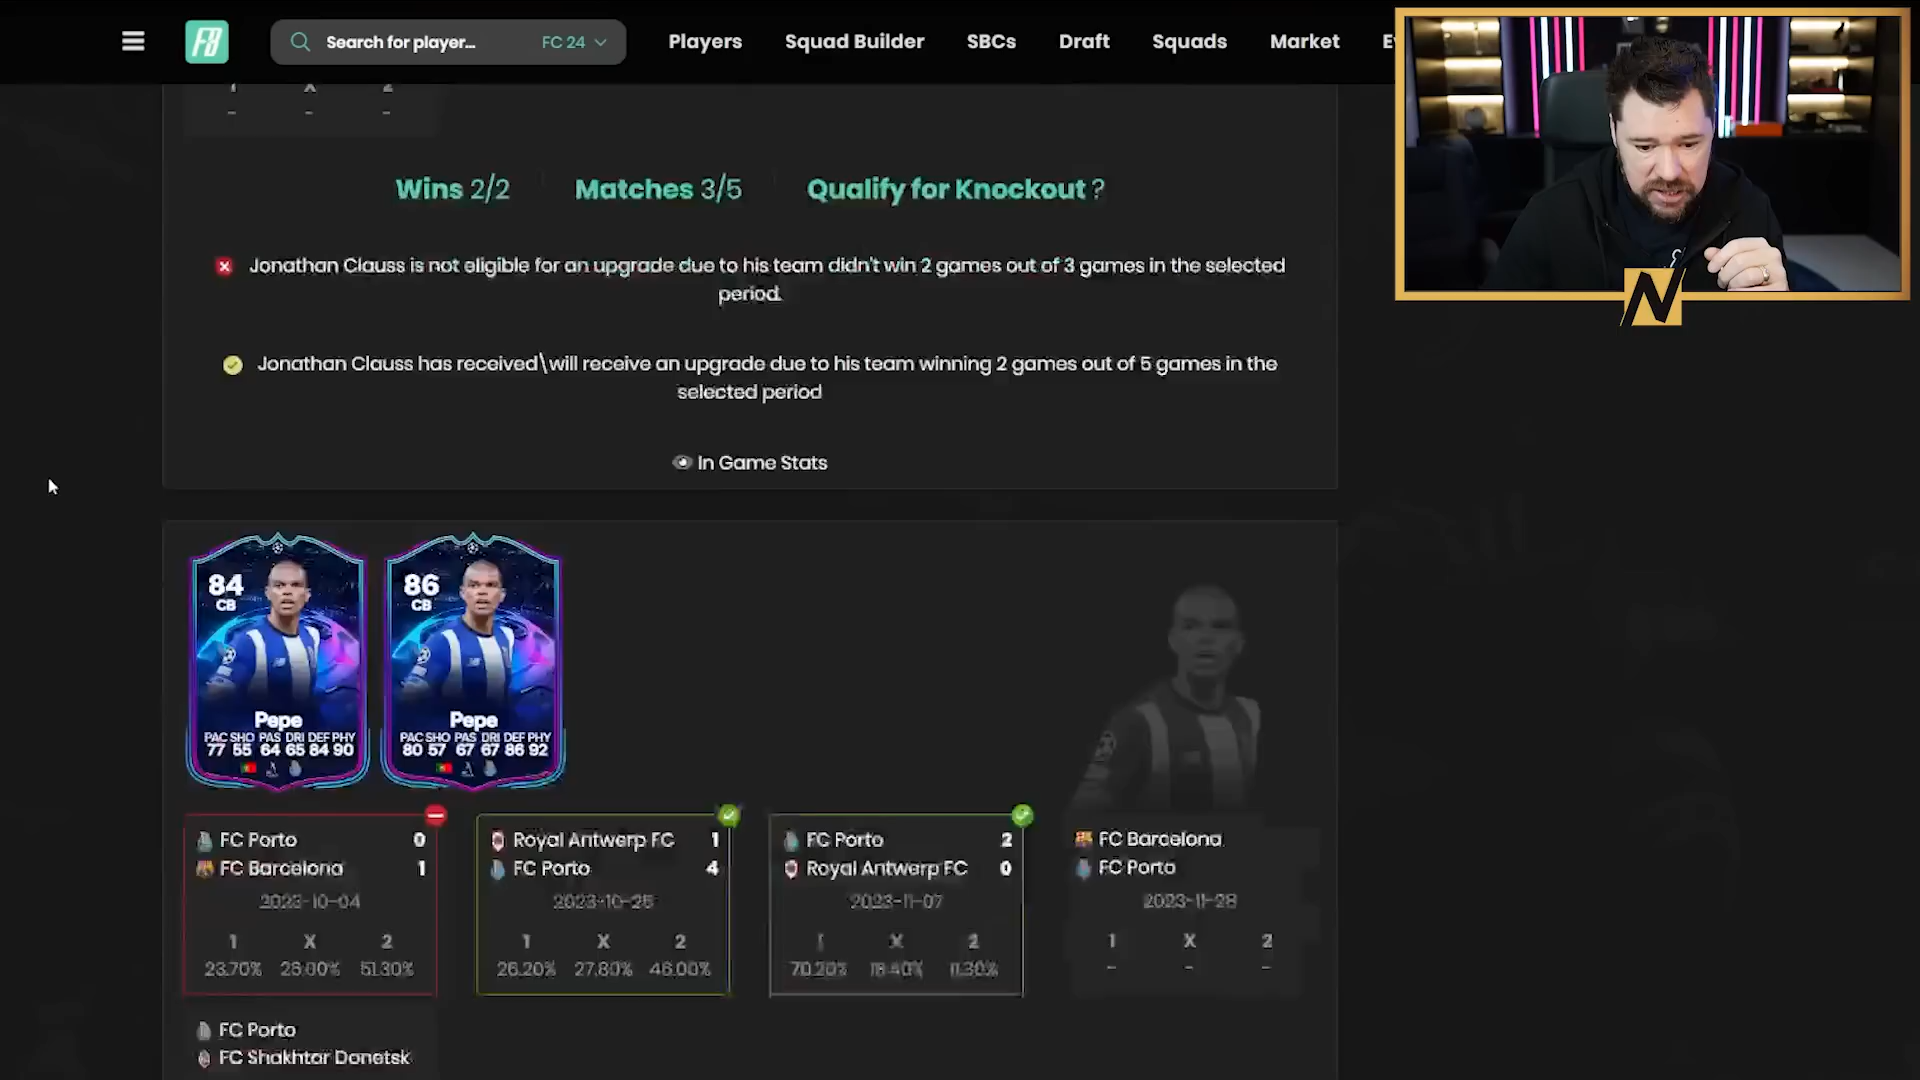 F8
Search for player...
FC 24
Players
Squad Builder
SBCs
Draft
Squads
Market
1 X 2
- - -
Wins 2/2
Matches 3/5
Qualify for Knockout ?
Jonathan Clauss is not eligible for an upgrade due to his team didn't win 2 games out of 3 games in the selected
period.
Jonathan Clauss has received\will receive an upgrade due to his team winning 2 games out of 5 games in the
selected period
In Game Stats
N
84
CB
Pepe
PAC SHO PAS DRI DEF PHY
77 55 64 65 84 90
86
CB
Pepe
PAC SHO PAS DRI DEF PHY
80 57 67 67 86 92
FC Porto 0
FC Barcelona 1
2023-10-04
1 X 2
23.70% 25.00% 51.30%
Royal Antwerp FC 1
FC Porto 4
2023-10-25
1 X 2
26.20% 27.80% 46.00%
FC Porto 2
Royal Antwerp FC 0
2023-11-07
1 X 2
70.20% 18.40% 11.30%
FC Barcelona
FC Porto
2023-11-28
1 X 2
- - -
FC Porto
FC Shakhtar Donetsk